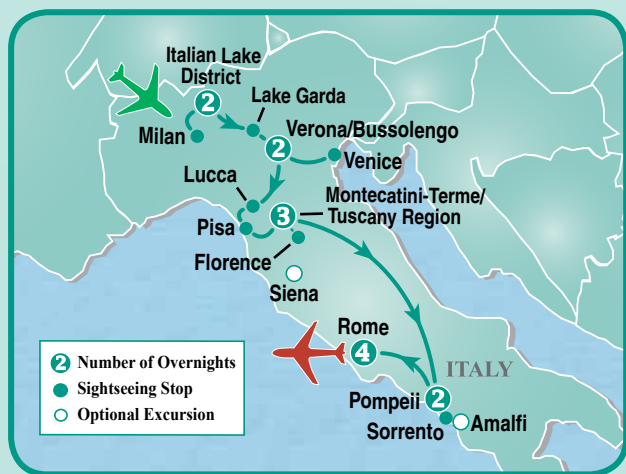 Italian Lake
District
2
Lake Garda
Milan
Verona/Bussolengo
2
Venice
Lucca
Montecatini-Terme/
Tuscany Region
3
Pisa
Florence
Siena
Rome
4
ITALY
Pompeii
2
Sorrento
Amalfi
2 Number of Overnights
Sightseeing Stop
Optional Excursion